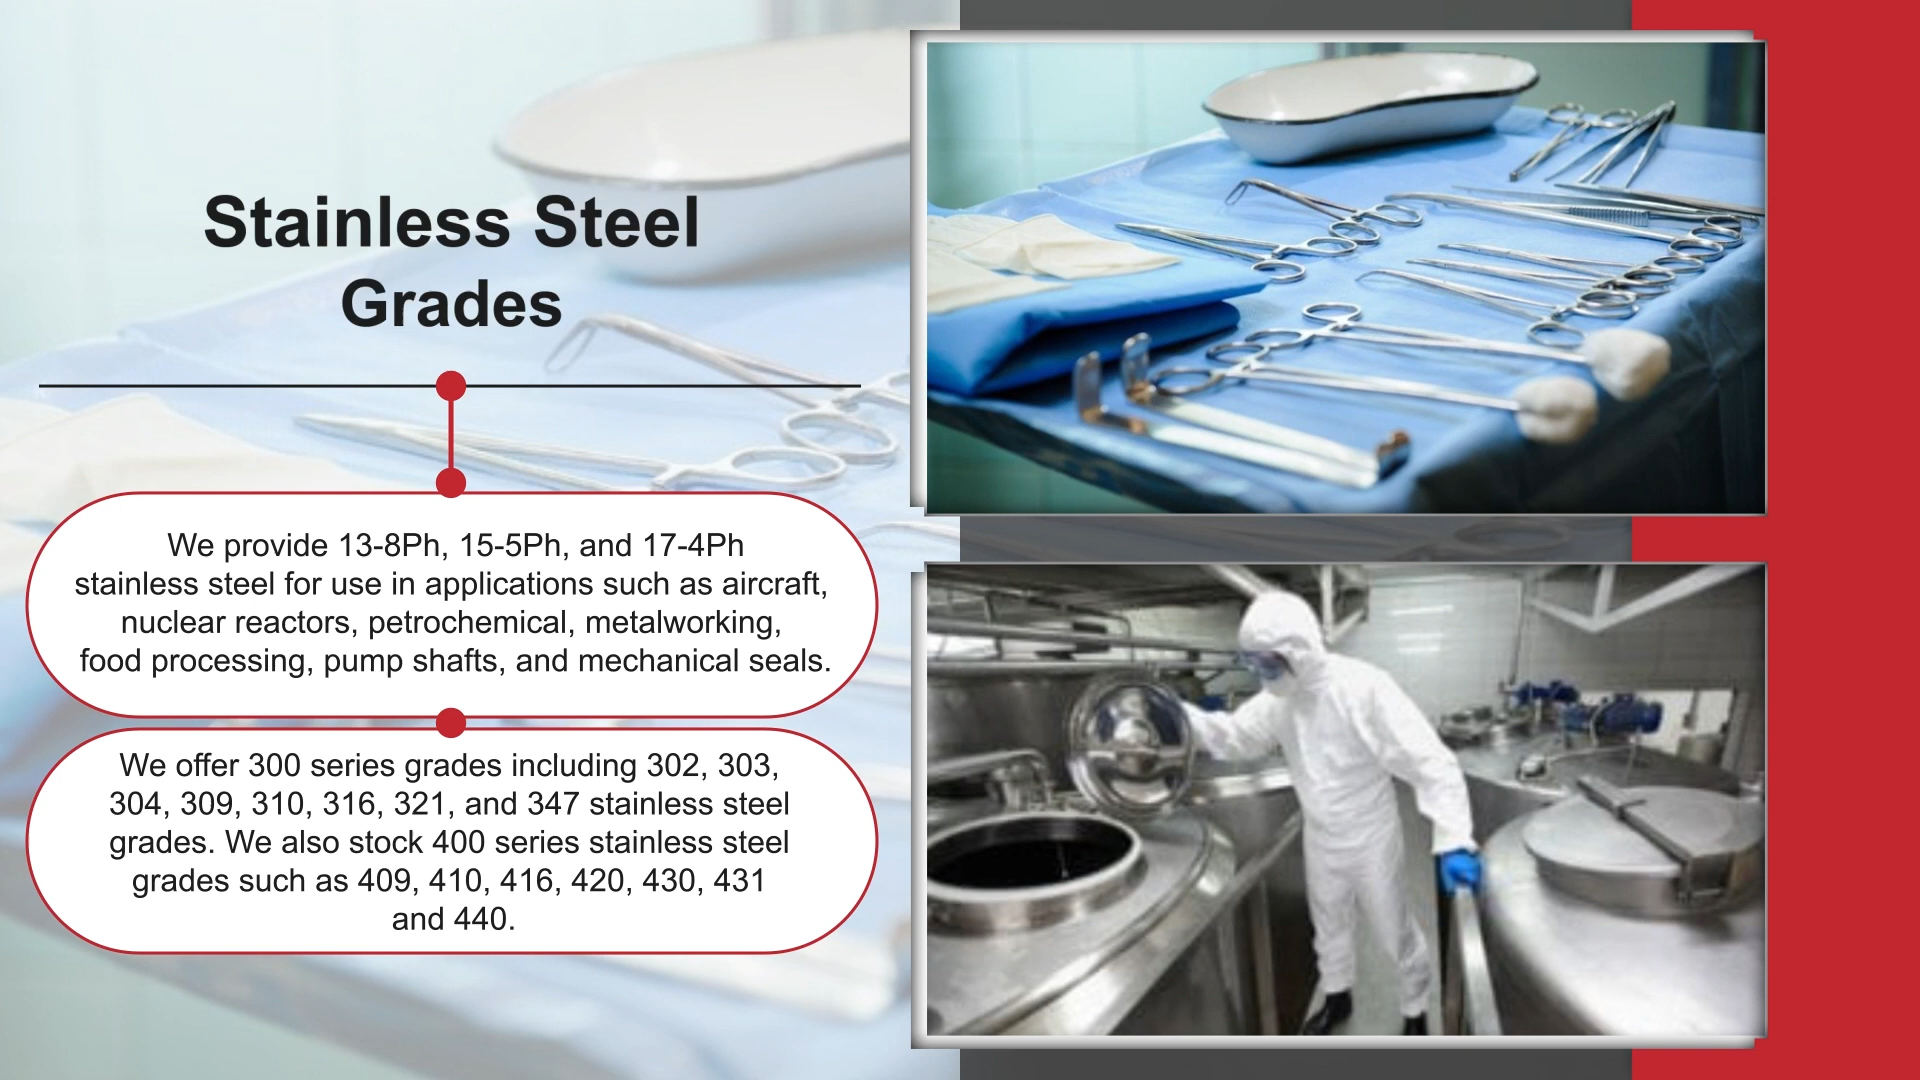 Stainless Steel
Grades
We provide 13-8Ph, 15-5Ph, and 17-4Ph
stainless steel for use in applications such as aircraft,
nuclear reactors, petrochemical, metalworking,
food processing, pump shafts, and mechanical seals.
We offer 300 series grades including 302, 303,
304, 309, 310, 316, 321, and 347 stainless steel
grades. We also stock 400 series stainless steel
grades such as 409, 410, 416, 420, 430, 431
and 440.